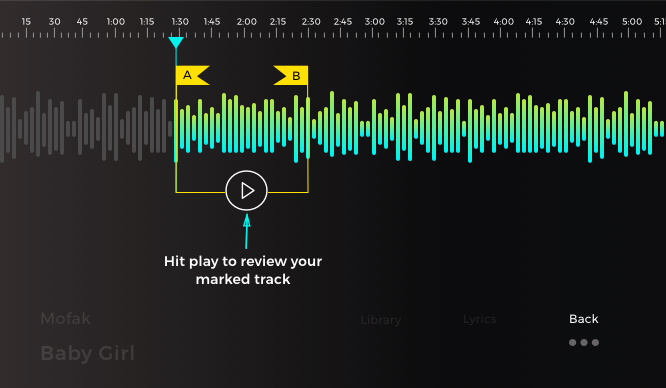 15 30 45 1:00 1:15 1:30 1:45 2:00 2:15 2:30 2:45 3:00 3:15 3:30 3:45 4:00 4:15 4:30 4:45 5:00 5:1
A B
Hit play to review your
marked track
Mofak Library Lyrics Back
Baby Girl